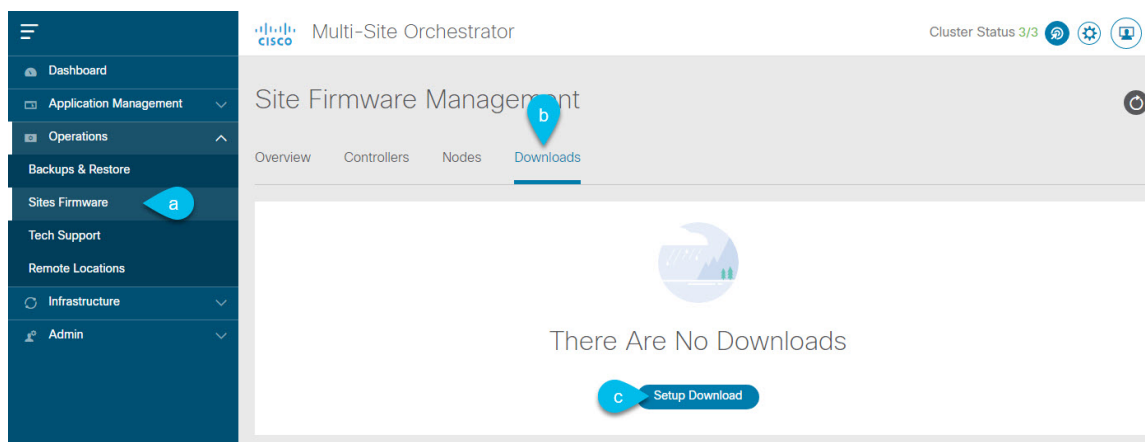 cisco Multi-Site Orchestrator
Cluster Status 3/3
Dashboard
Application Management
Operations
Backups & Restore
Sites Firmware
a
Tech Support
Remote Locations
Infrastructure
Admin
Site Firmware Management
b
Overview Controllers Nodes Downloads
There Are No Downloads
c
Setup Download